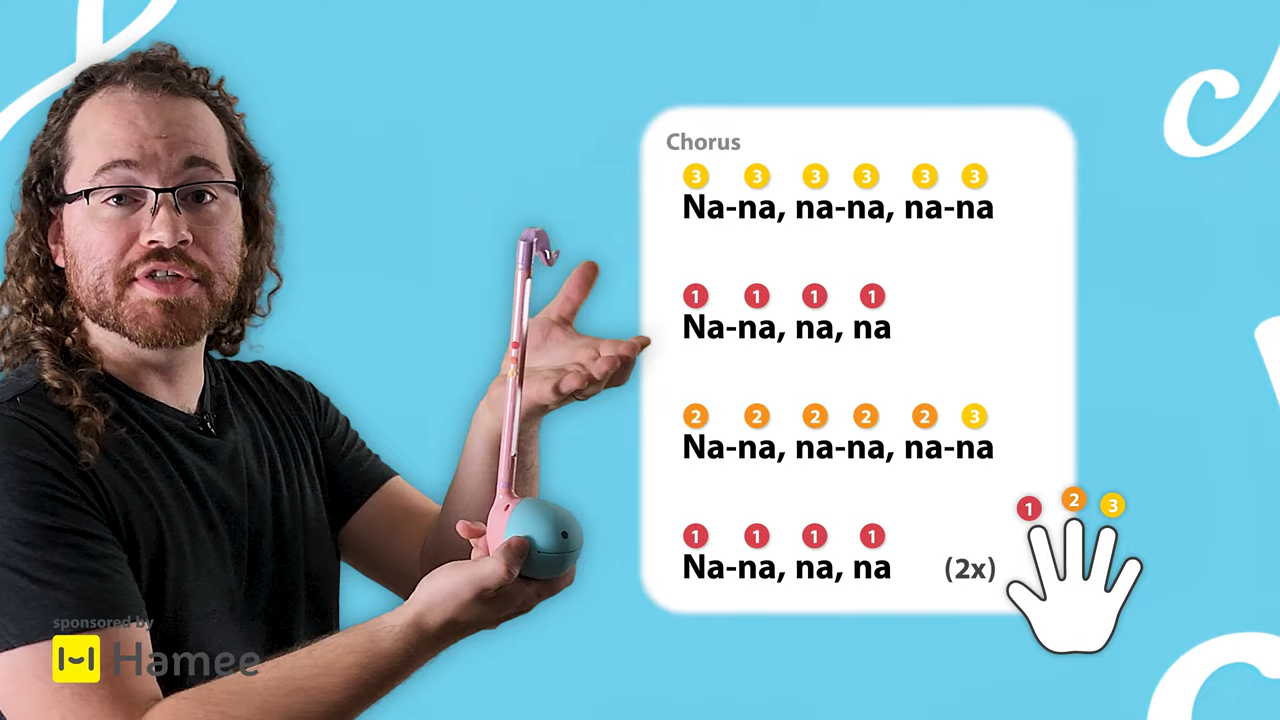 Chorus
3 3 3 3 3 3
Na-na, na-na, na-na
1 1 1 1
Na-na, na, na
2 2 2 2 2 3
Na-na, na-na, na-na
1 1 1 1
Na-na, na, na (2x)
1 2 3
sponsored by
Hamee